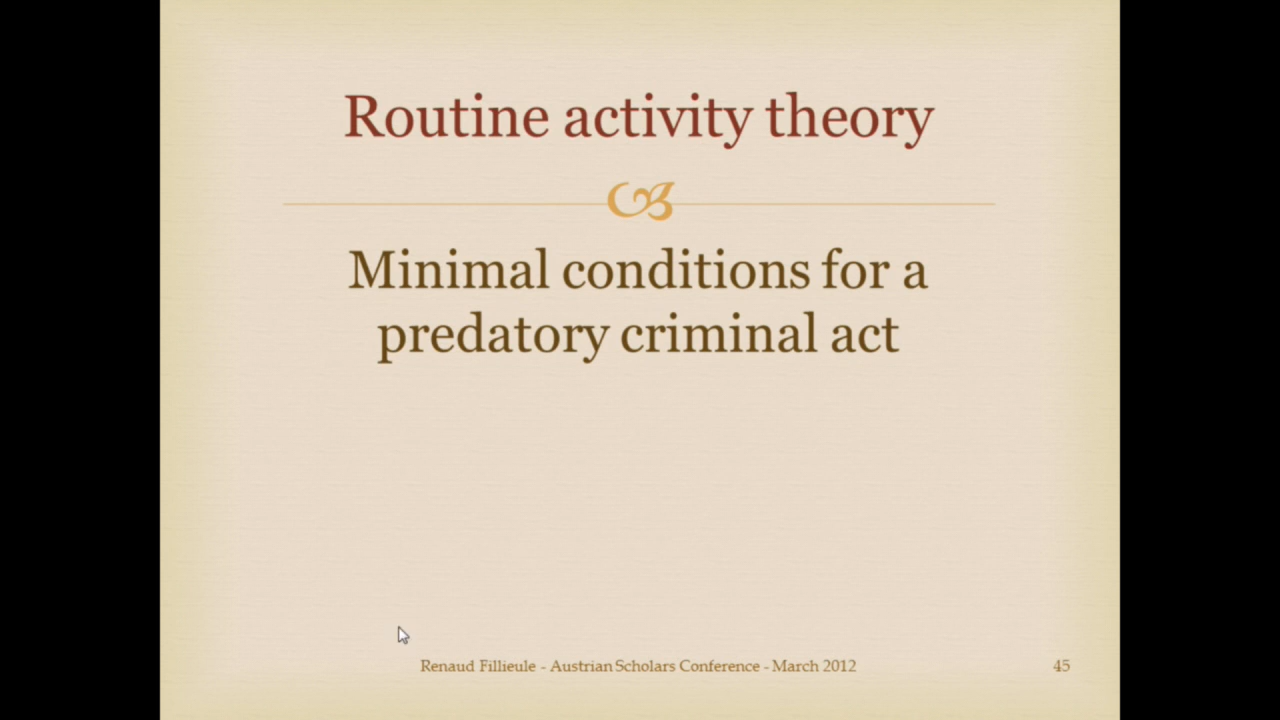 Routine activity theory
Minimal conditions for a
predatory criminal act
Renaud Fillieule - Austrian Scholars Conference - March 2012
45